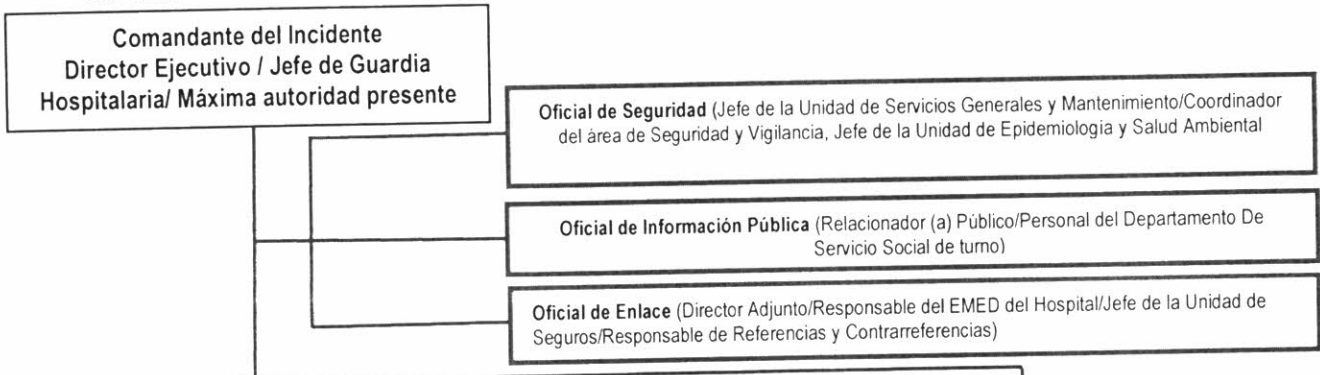 Comandante del Incidente
Director Ejecutivo / Jefe de Guardia
Hospitalaria/ Máxima autoridad presente
Oficial de Seguridad (Jefe de la Unidad de Servicios Generales y Mantenimiento/Coordinador
del área de Seguridad y Vigilancia, Jefe de la Unidad de Epidemiologia y Salud Ambiental
Oficial de Información Pública (Relacionador (a) Público/Personal del Departamento De
Servicio Social de turno)
Oficial de Enlace (Director Adjunto/Responsable del EMED del Hospital/Jefe de la Unidad de
Seguros/Responsable de Referencias y Contrarreferencias)